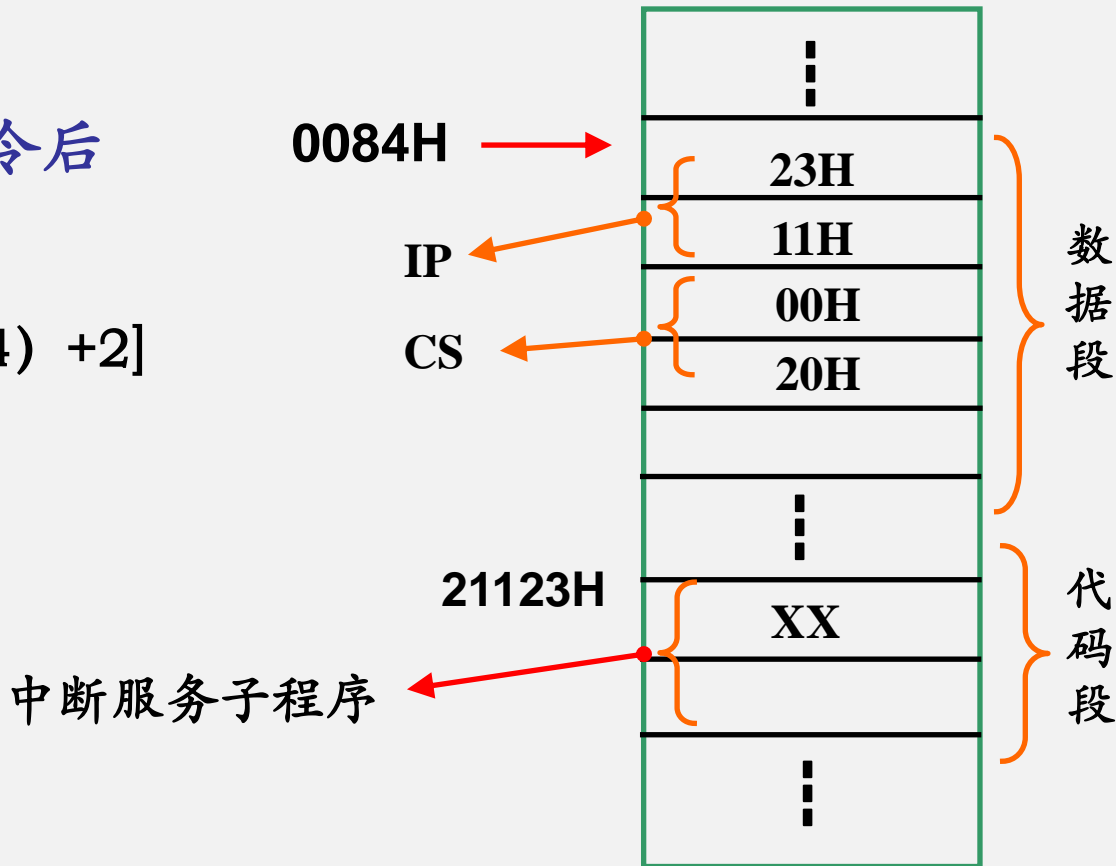 令后
0084H
23H
11H
IP
00H
4) +2]
CS
20H
数据段
21123H
XX
代码段
中断服务子程序